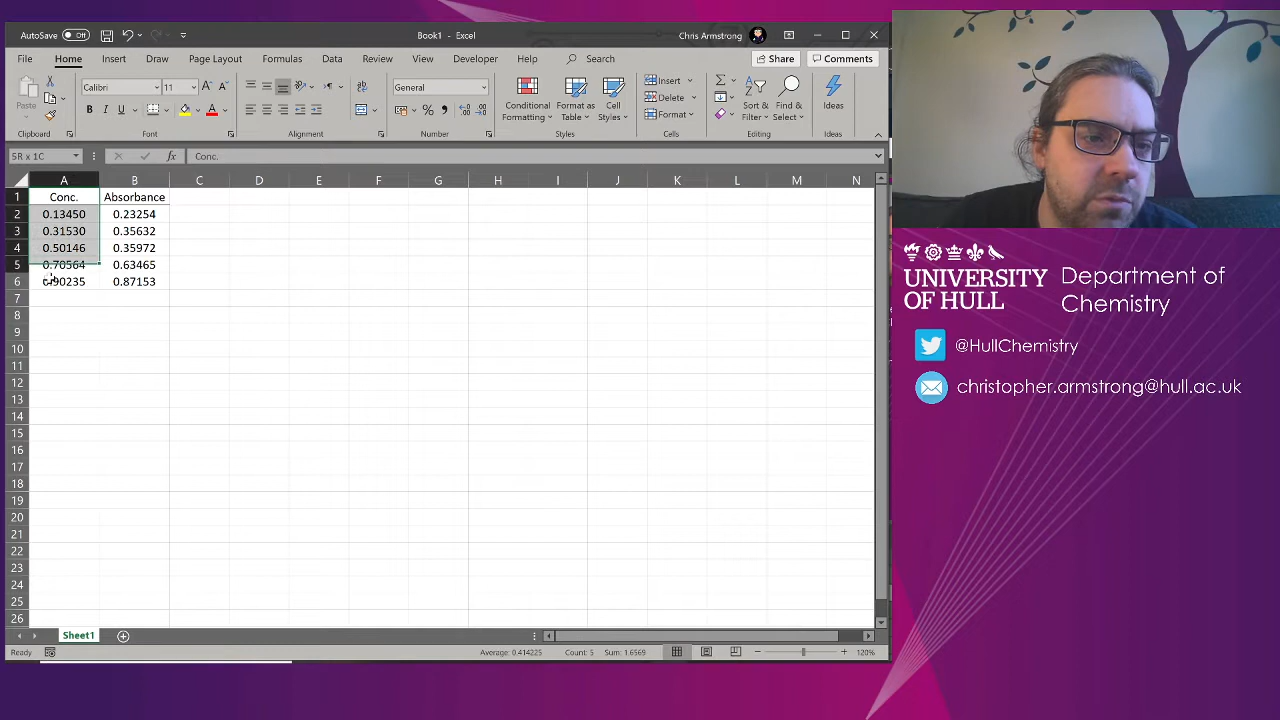 AutoSave Off Book1 - Excel Chris Armstrong
File Home Insert Draw Page Layout Formulas Data Review View Developer Help Search Share Comments
Paste Calibri 11 General Conditional Formatting Format as Table Cell Styles Insert Delete Format Sort & Filter Find & Select Ideas
Clipboard Font Alignment Number Styles Cells Editing Ideas
5R x 1C fx Conc.
A B C D E F G H I J K L M N
1 Conc. Absorbance
2 0.13450 0.23254
3 0.31530 0.35632
4 0.50146 0.35972
5 0.70564 0.63465
6 0.90235 0.87153
7
8
9
10
11
12
13
14
15
16
17
18
19
20
21
22
23
24
25
26
Sheet1
Ready Average: 0.414225 Count: 5 Sum: 1.6569 120%
UNIVERSITY
OF HULL
Department of
Chemistry
@HullChemistry
christopher.armstrong@hull.ac.uk